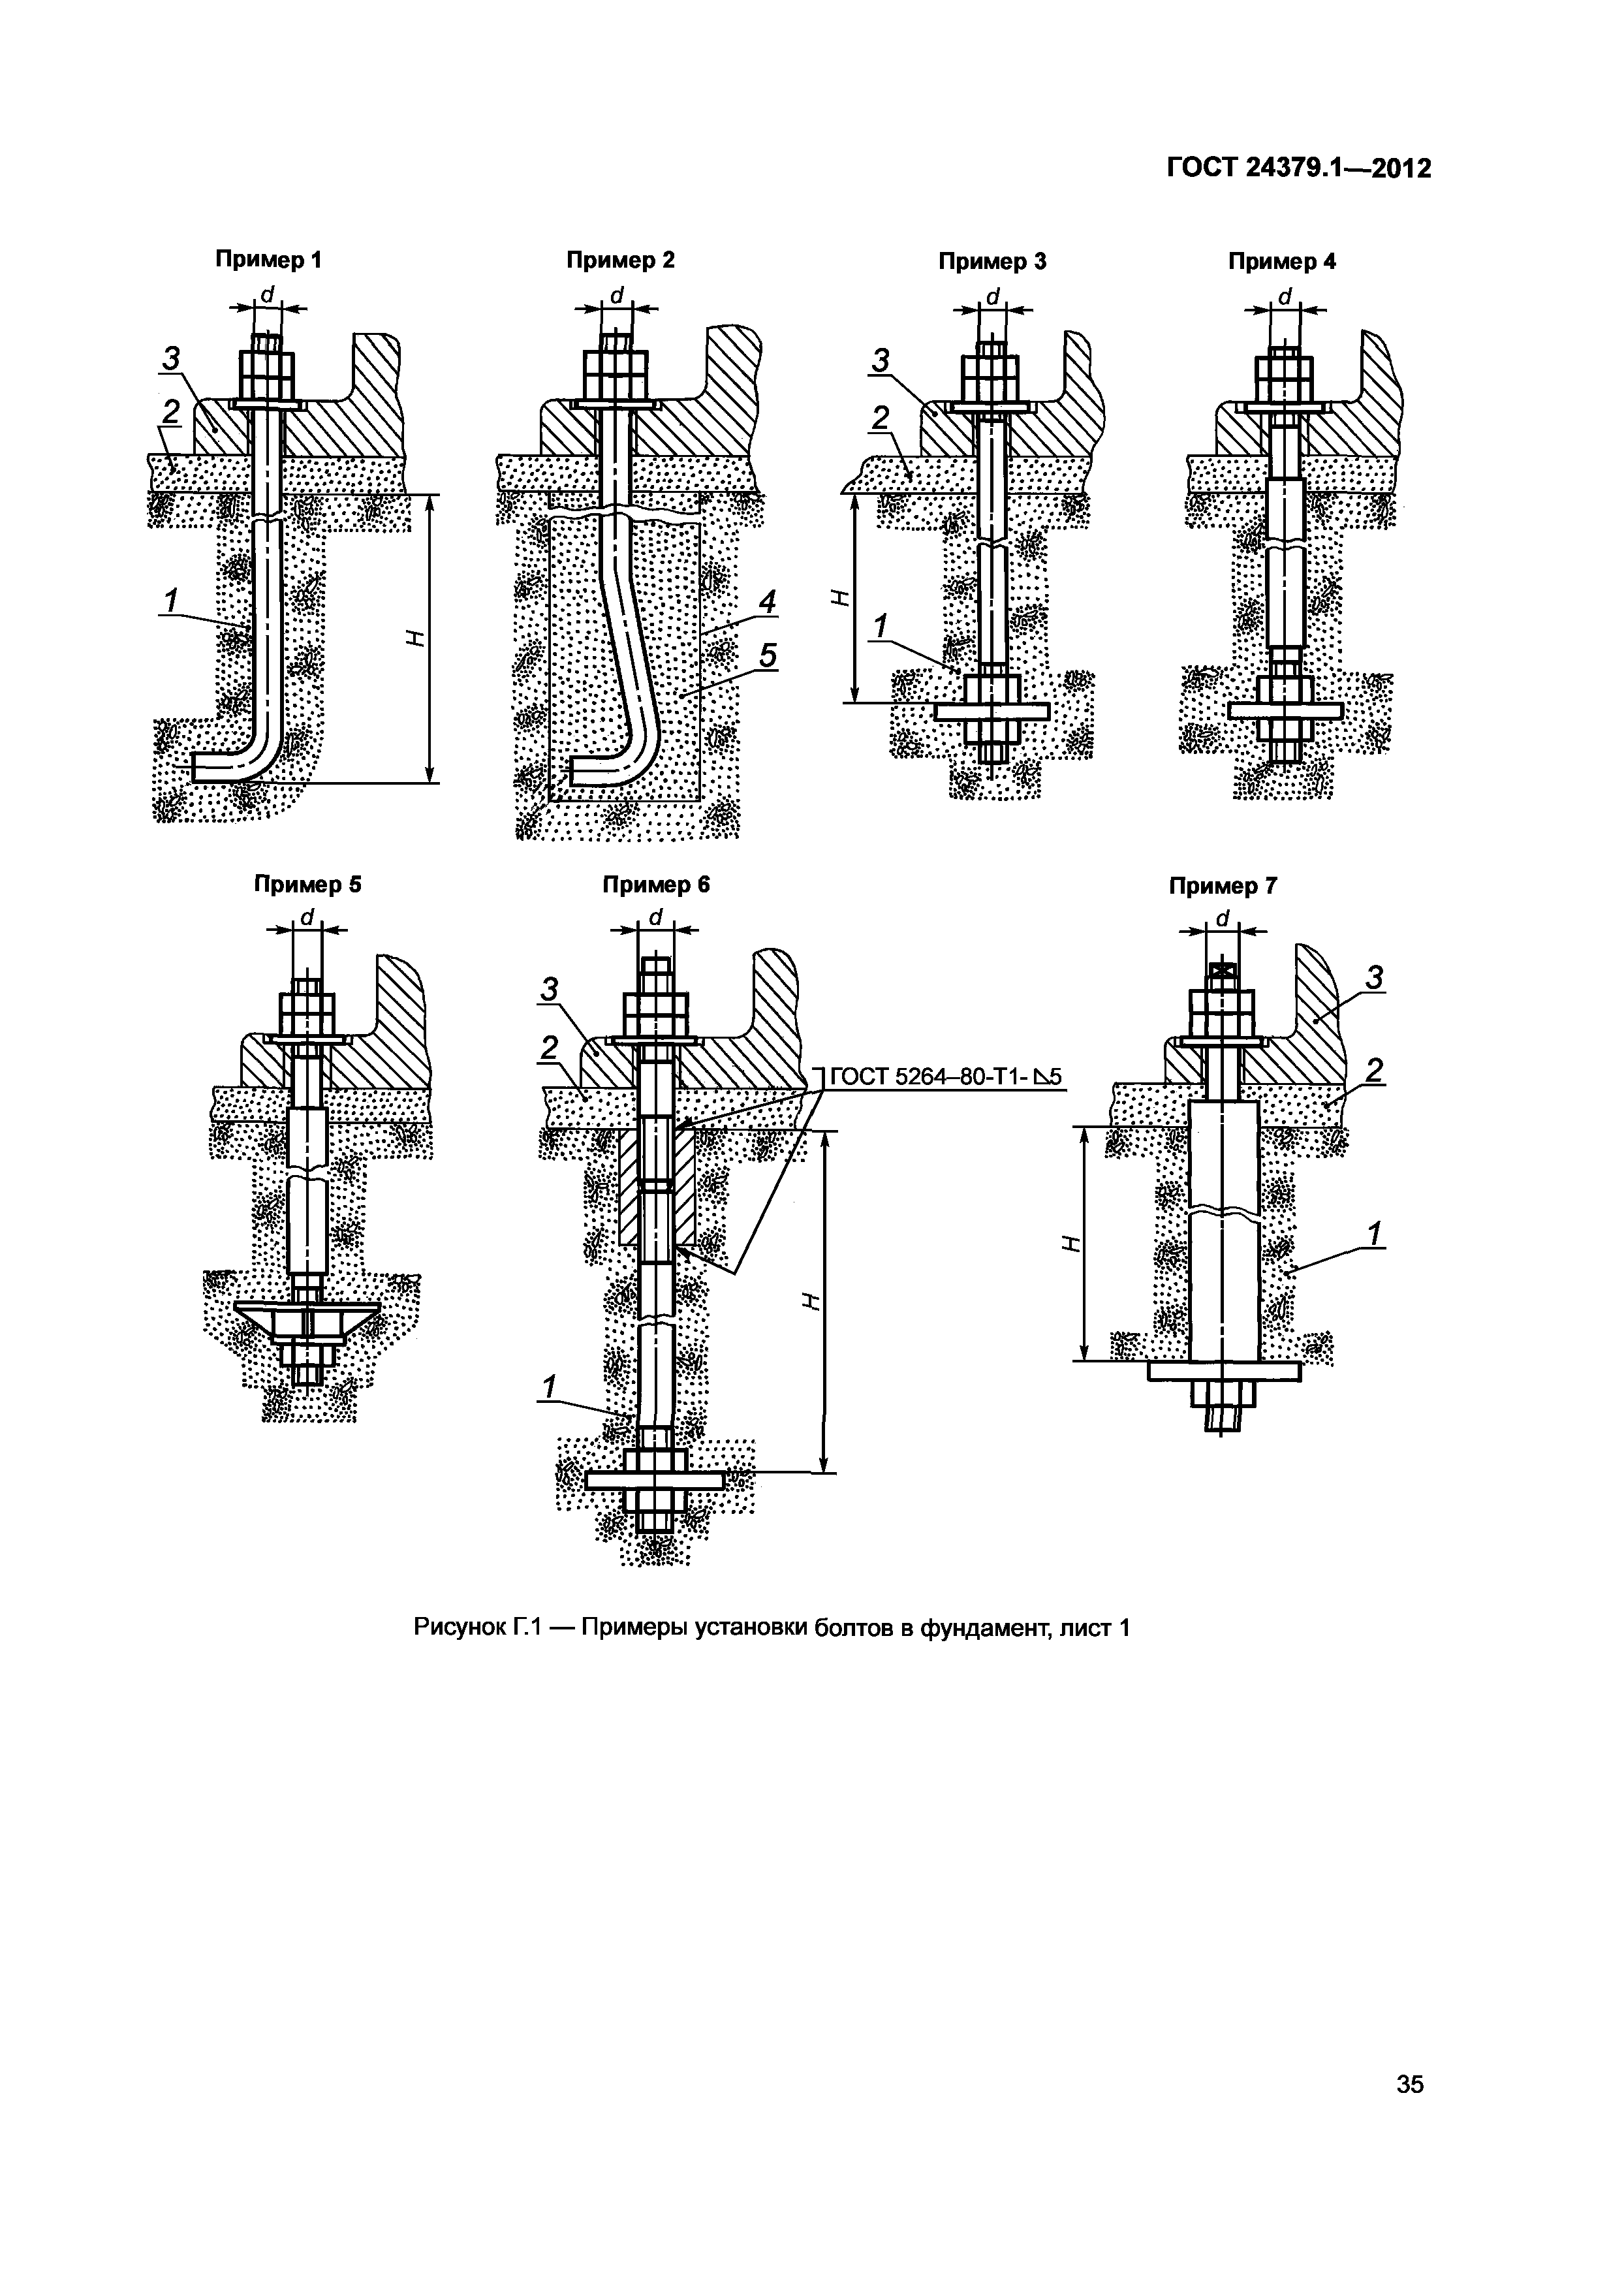 ГОСТ 24379.1—2012
Пример 1
Пример 2
Пример 3
Пример 4
d
d
d
d
3
2
1
H
4
5
3
2
H
1
Пример 5
Пример 6
Пример 7
d
d
d
3
2
ГОСТ 5264–80-Т1-⊿5
H
1
3
2
H
1
Рисунок Г.1 — Примеры установки болтов в фундамент, лист 1
35